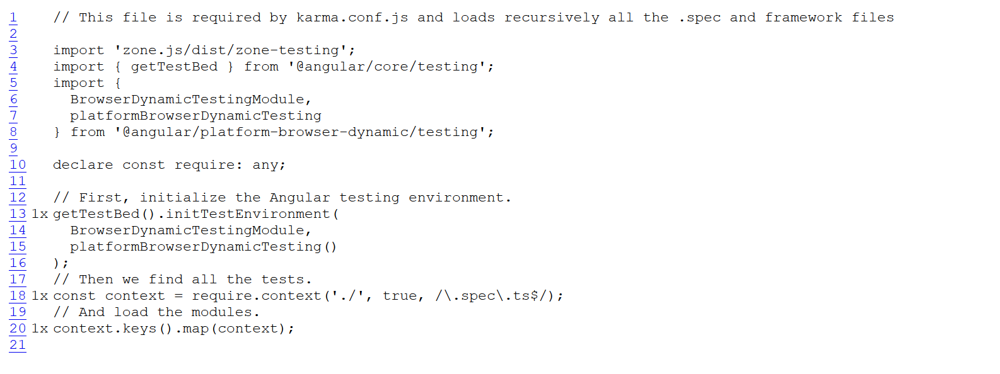 1 // This file is required by karma.conf.js and loads recursively all the .spec and framework files
2
3 import 'zone.js/dist/zone-testing';
4 import { getTestBed } from '@angular/core/testing';
5 import {
6   BrowserDynamicTestingModule,
7   platformBrowserDynamicTesting
8 } from '@angular/platform-browser-dynamic/testing';
9
10 declare const require: any;
11
12 // First, initialize the Angular testing environment.
13 1x getTestBed().initTestEnvironment(
14   BrowserDynamicTestingModule,
15   platformBrowserDynamicTesting()
16 );
17 // Then we find all the tests.
18 1x const context = require.context('./', true, /\.spec\.ts$/);
19 // And load the modules.
20 1x context.keys().map(context);
21